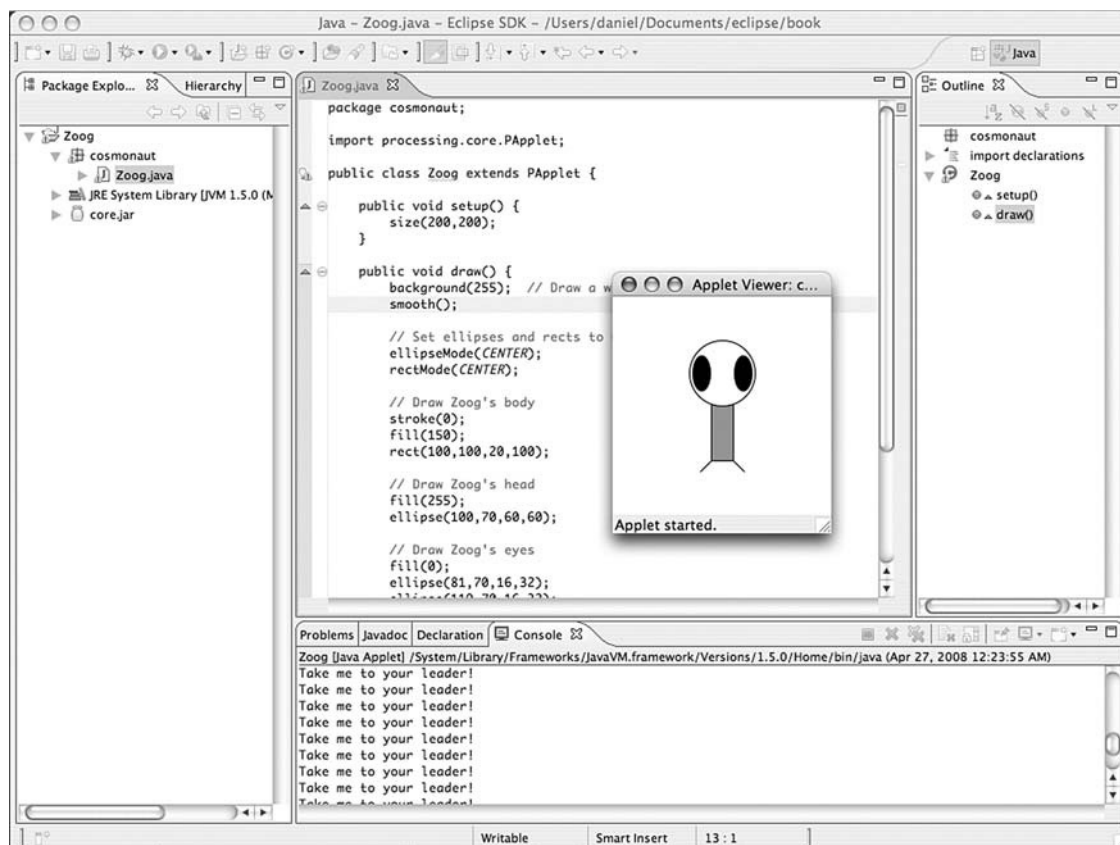 Java – Zoog.java – Eclipse SDK – /Users/daniel/Documents/eclipse/book
Java
Package Explo...
Hierarchy
Zoog
cosmonaut
Zoog.java
JRE System Library [JVM 1.5.0 (M
core.jar
Zoog.java
package cosmonaut;
import processing.core.PApplet;
public class Zoog extends PApplet {
public void setup() {
size(200,200);
}
public void draw() {
background(255);  // Draw a w
smooth();
// Set ellipses and rects to
ellipseMode(CENTER);
rectMode(CENTER);
// Draw Zoog's body
stroke(0);
fill(150);
rect(100,100,20,100);
// Draw Zoog's head
fill(255);
ellipse(100,70,60,60);
// Draw Zoog's eyes
fill(0);
ellipse(81,70,16,32);
ellipse(119,70,16,32);
Applet Viewer: c...
Applet started.
Outline
cosmonaut
import declarations
Zoog
setup()
draw()
Problems Javadoc Declaration Console
Zoog [Java Applet] /System/Library/Frameworks/JavaVM.framework/Versions/1.5.0/Home/bin/java (Apr 27, 2008 12:23:55 AM)
Take me to your leader!
Take me to your leader!
Take me to your leader!
Take me to your leader!
Take me to your leader!
Take me to your leader!
Take me to your leader!
Take me to your leader!
Take me to your leader!
Writable
Smart Insert
13 : 1